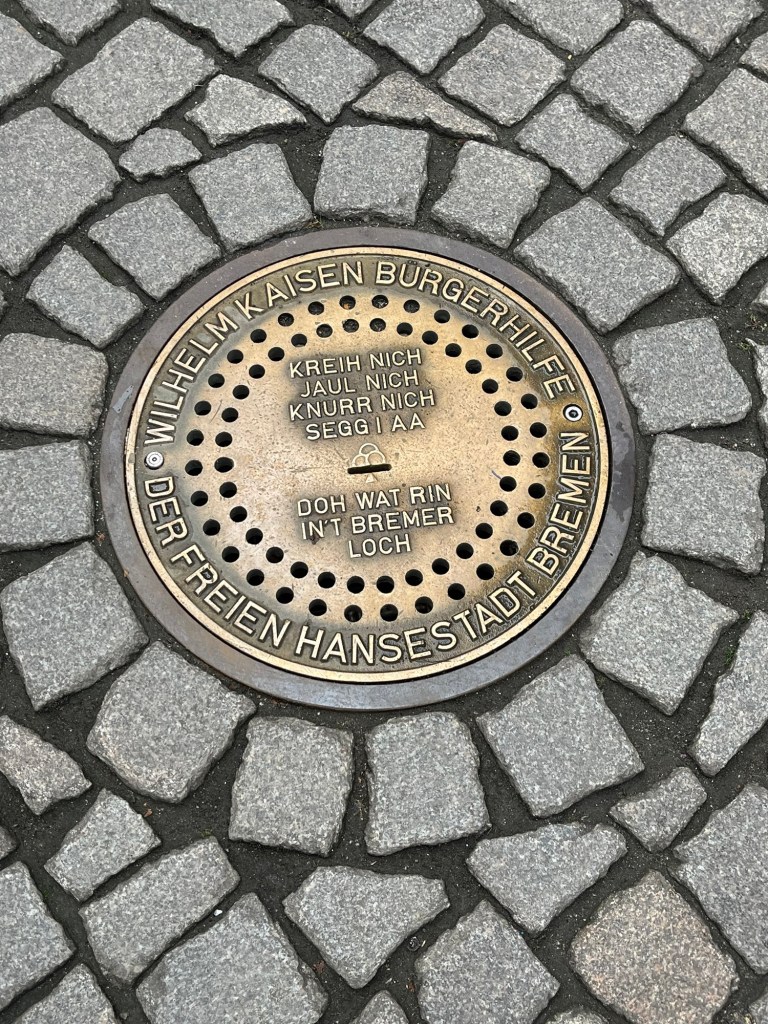 WILHELM KAISEN BÜRGERHILFE
KREIH NICH
JAUL NICH
KNURR NICH
SEGG I AA
DOH WAT RIN
IN'T BREMER
LOCH
DER FREIEN HANSESTADT BREMEN